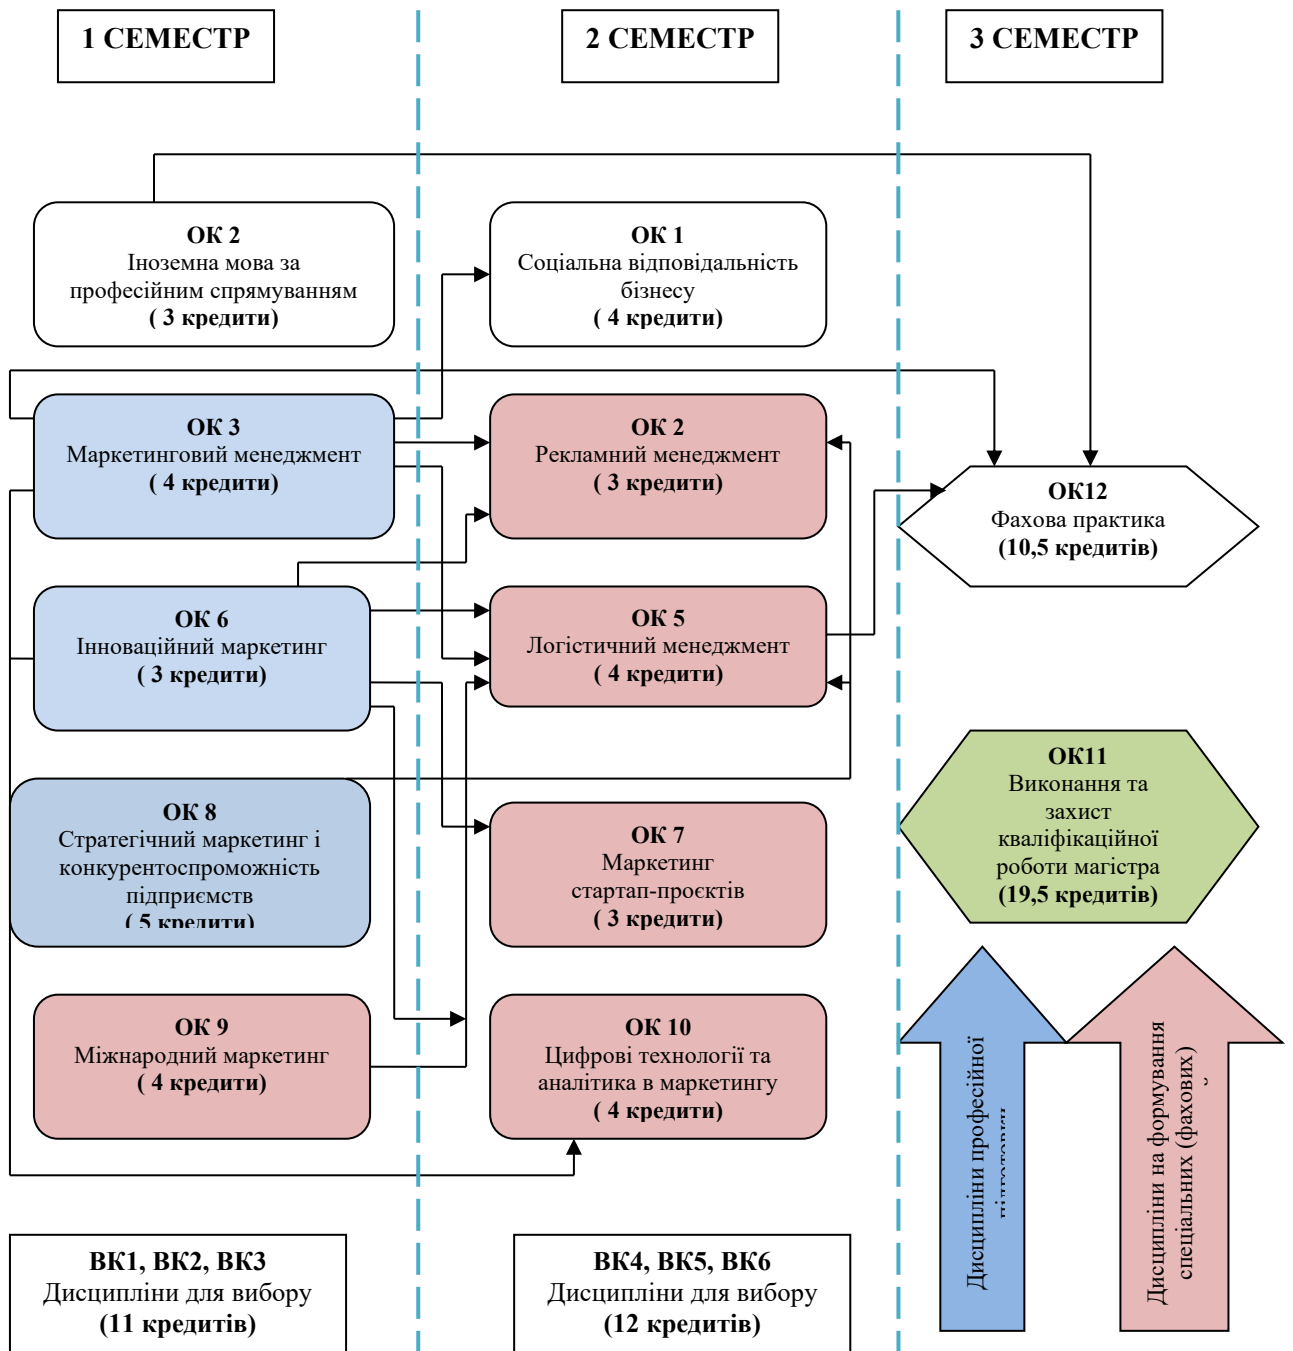 1 СЕМЕСТР
2 СЕМЕСТР
3 СЕМЕСТР
ОК 2
Іноземна мова за
професійним спрямуванням
( 3 кредити)
ОК 1
Соціальна відповідальність
бізнесу
( 4 кредити)
ОК 3
Маркетинговий менеджмент
( 4 кредити)
ОК 2
Рекламний менеджмент
( 3 кредити)
ОК12
Фахова практика
(10,5 кредитів)
ОК 6
Інноваційний маркетинг
( 3 кредити)
ОК 5
Логістичний менеджмент
( 4 кредити)
ОК 8
Стратегічний маркетинг і
конкурентоспроможність
підприємств
( 5 кредити)
ОК 7
Маркетинг
стартап-проєктів
( 3 кредити)
ОК11
Виконання та
захист
кваліфікаційної
роботи магістра
(19,5 кредитів)
ОК 9
Міжнародний маркетинг
( 4 кредити)
ОК 10
Цифрові технології та
аналітика в маркетингу
( 4 кредити)
Дисципліни професійної
підготовки
Дисципліни на формування
спеціальних (фахових)
ВК1, ВК2, ВК3
Дисципліни для вибору
(11 кредитів)
ВК4, ВК5, ВК6
Дисципліни для вибору
(12 кредитів)